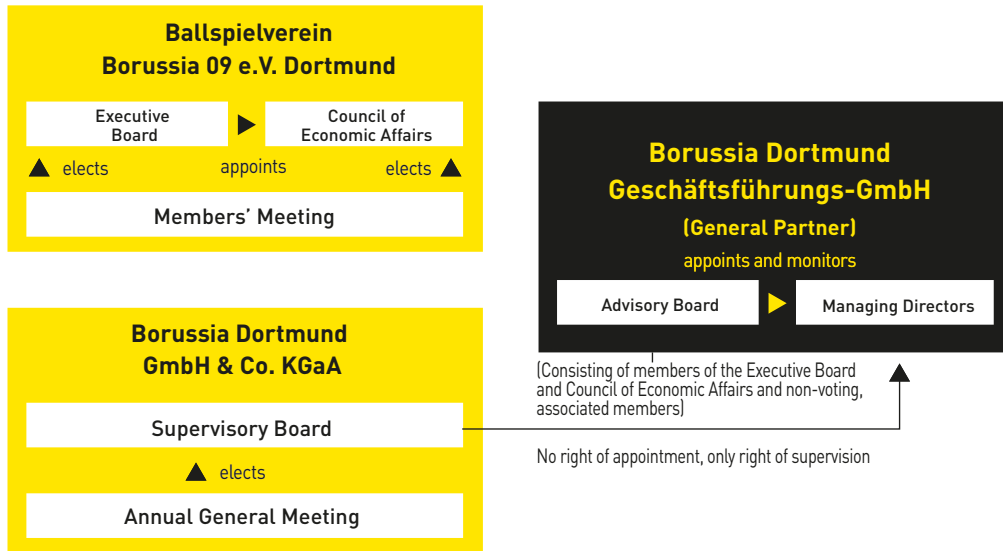 Ballspielverein
Borussia 09 e.V. Dortmund
Executive
Board
Council of
Economic Affairs
elects
appoints
elects
Members’ Meeting
Borussia Dortmund
Geschäftsführungs-GmbH
(General Partner)
appoints and monitors
Advisory Board
Managing Directors
(Consisting of members of the Executive Board
and Council of Economic Affairs and non-voting,
associated members)
No right of appointment, only right of supervision
Borussia Dortmund
GmbH & Co. KGaA
Supervisory Board
elects
Annual General Meeting